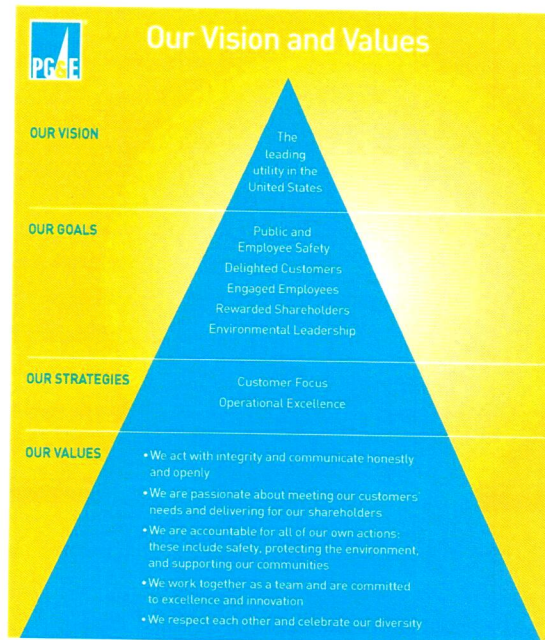 PG&E
Our Vision and Values
OUR VISION
The
leading
utility in the
United States
OUR GOALS
Public and
Employee Safety
Delighted Customers
Engaged Employees
Rewarded Shareholders
Environmental Leadership
OUR STRATEGIES
Customer Focus
Operational Excellence
OUR VALUES
• We act with integrity and communicate honestly
and openly
• We are passionate about meeting our customers'
needs and delivering for our shareholders
• We are accountable for all of our own actions:
these include safety, protecting the environment,
and supporting our communities
• We work together as a team and are committed
to excellence and innovation
• We respect each other and celebrate our diversity